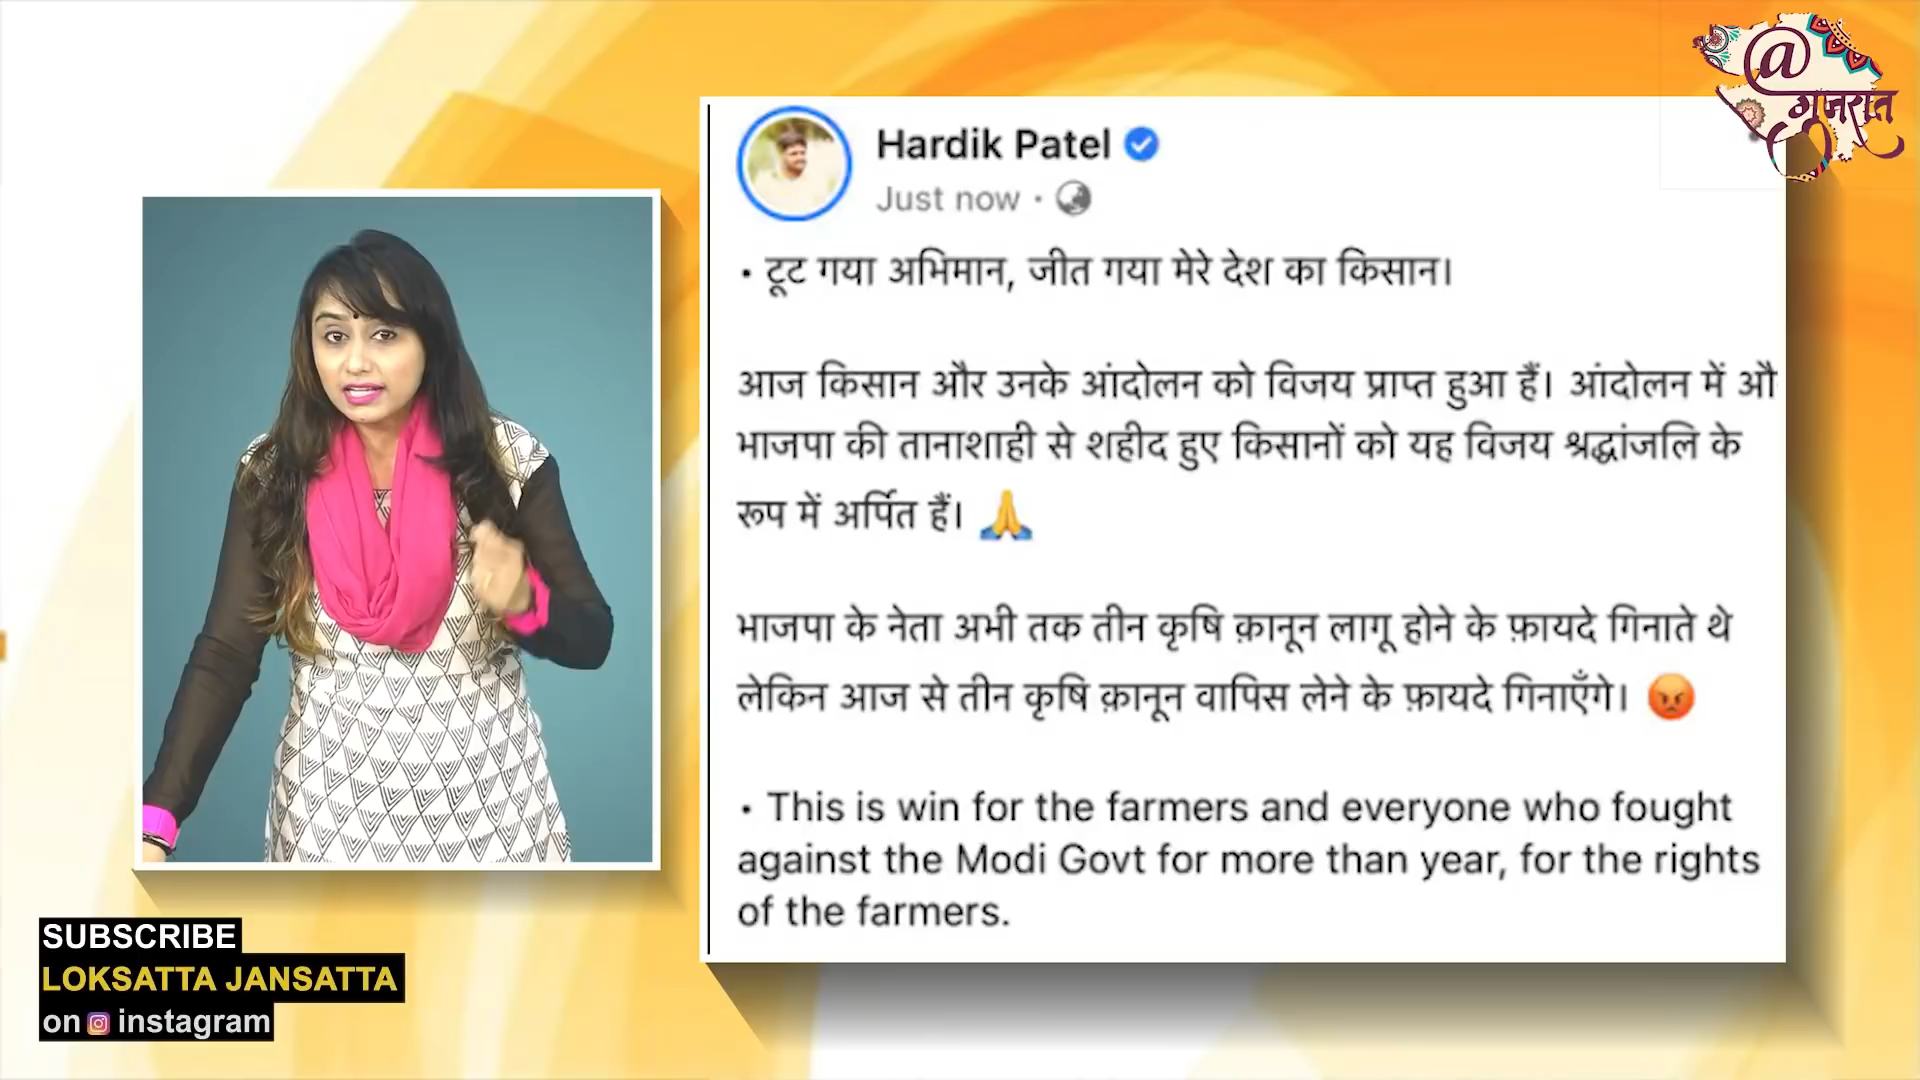 @
गुजरात
Hardik Patel
Just now ·
• टूट गया अभिमान, जीत गया मेरे देश का किसान।
आज किसान और उनके आंदोलन को विजय प्राप्त हुआ हैं। आंदोलन में औ
भाजपा की तानाशाही से शहीद हुए किसानों को यह विजय श्रद्धांजलि के
रूप में अर्पित हैं। 🙏
भाजपा के नेता अभी तक तीन कृषि क़ानून लागू होने के फ़ायदे गिनाते थे
लेकिन आज से तीन कृषि क़ानून वापिस लेने के फ़ायदे गिनाएँगे। 😡
• This is win for the farmers and everyone who fought
against the Modi Govt for more than year, for the rights
of the farmers.
SUBSCRIBE
LOKSATTA JANSATTA
on instagram